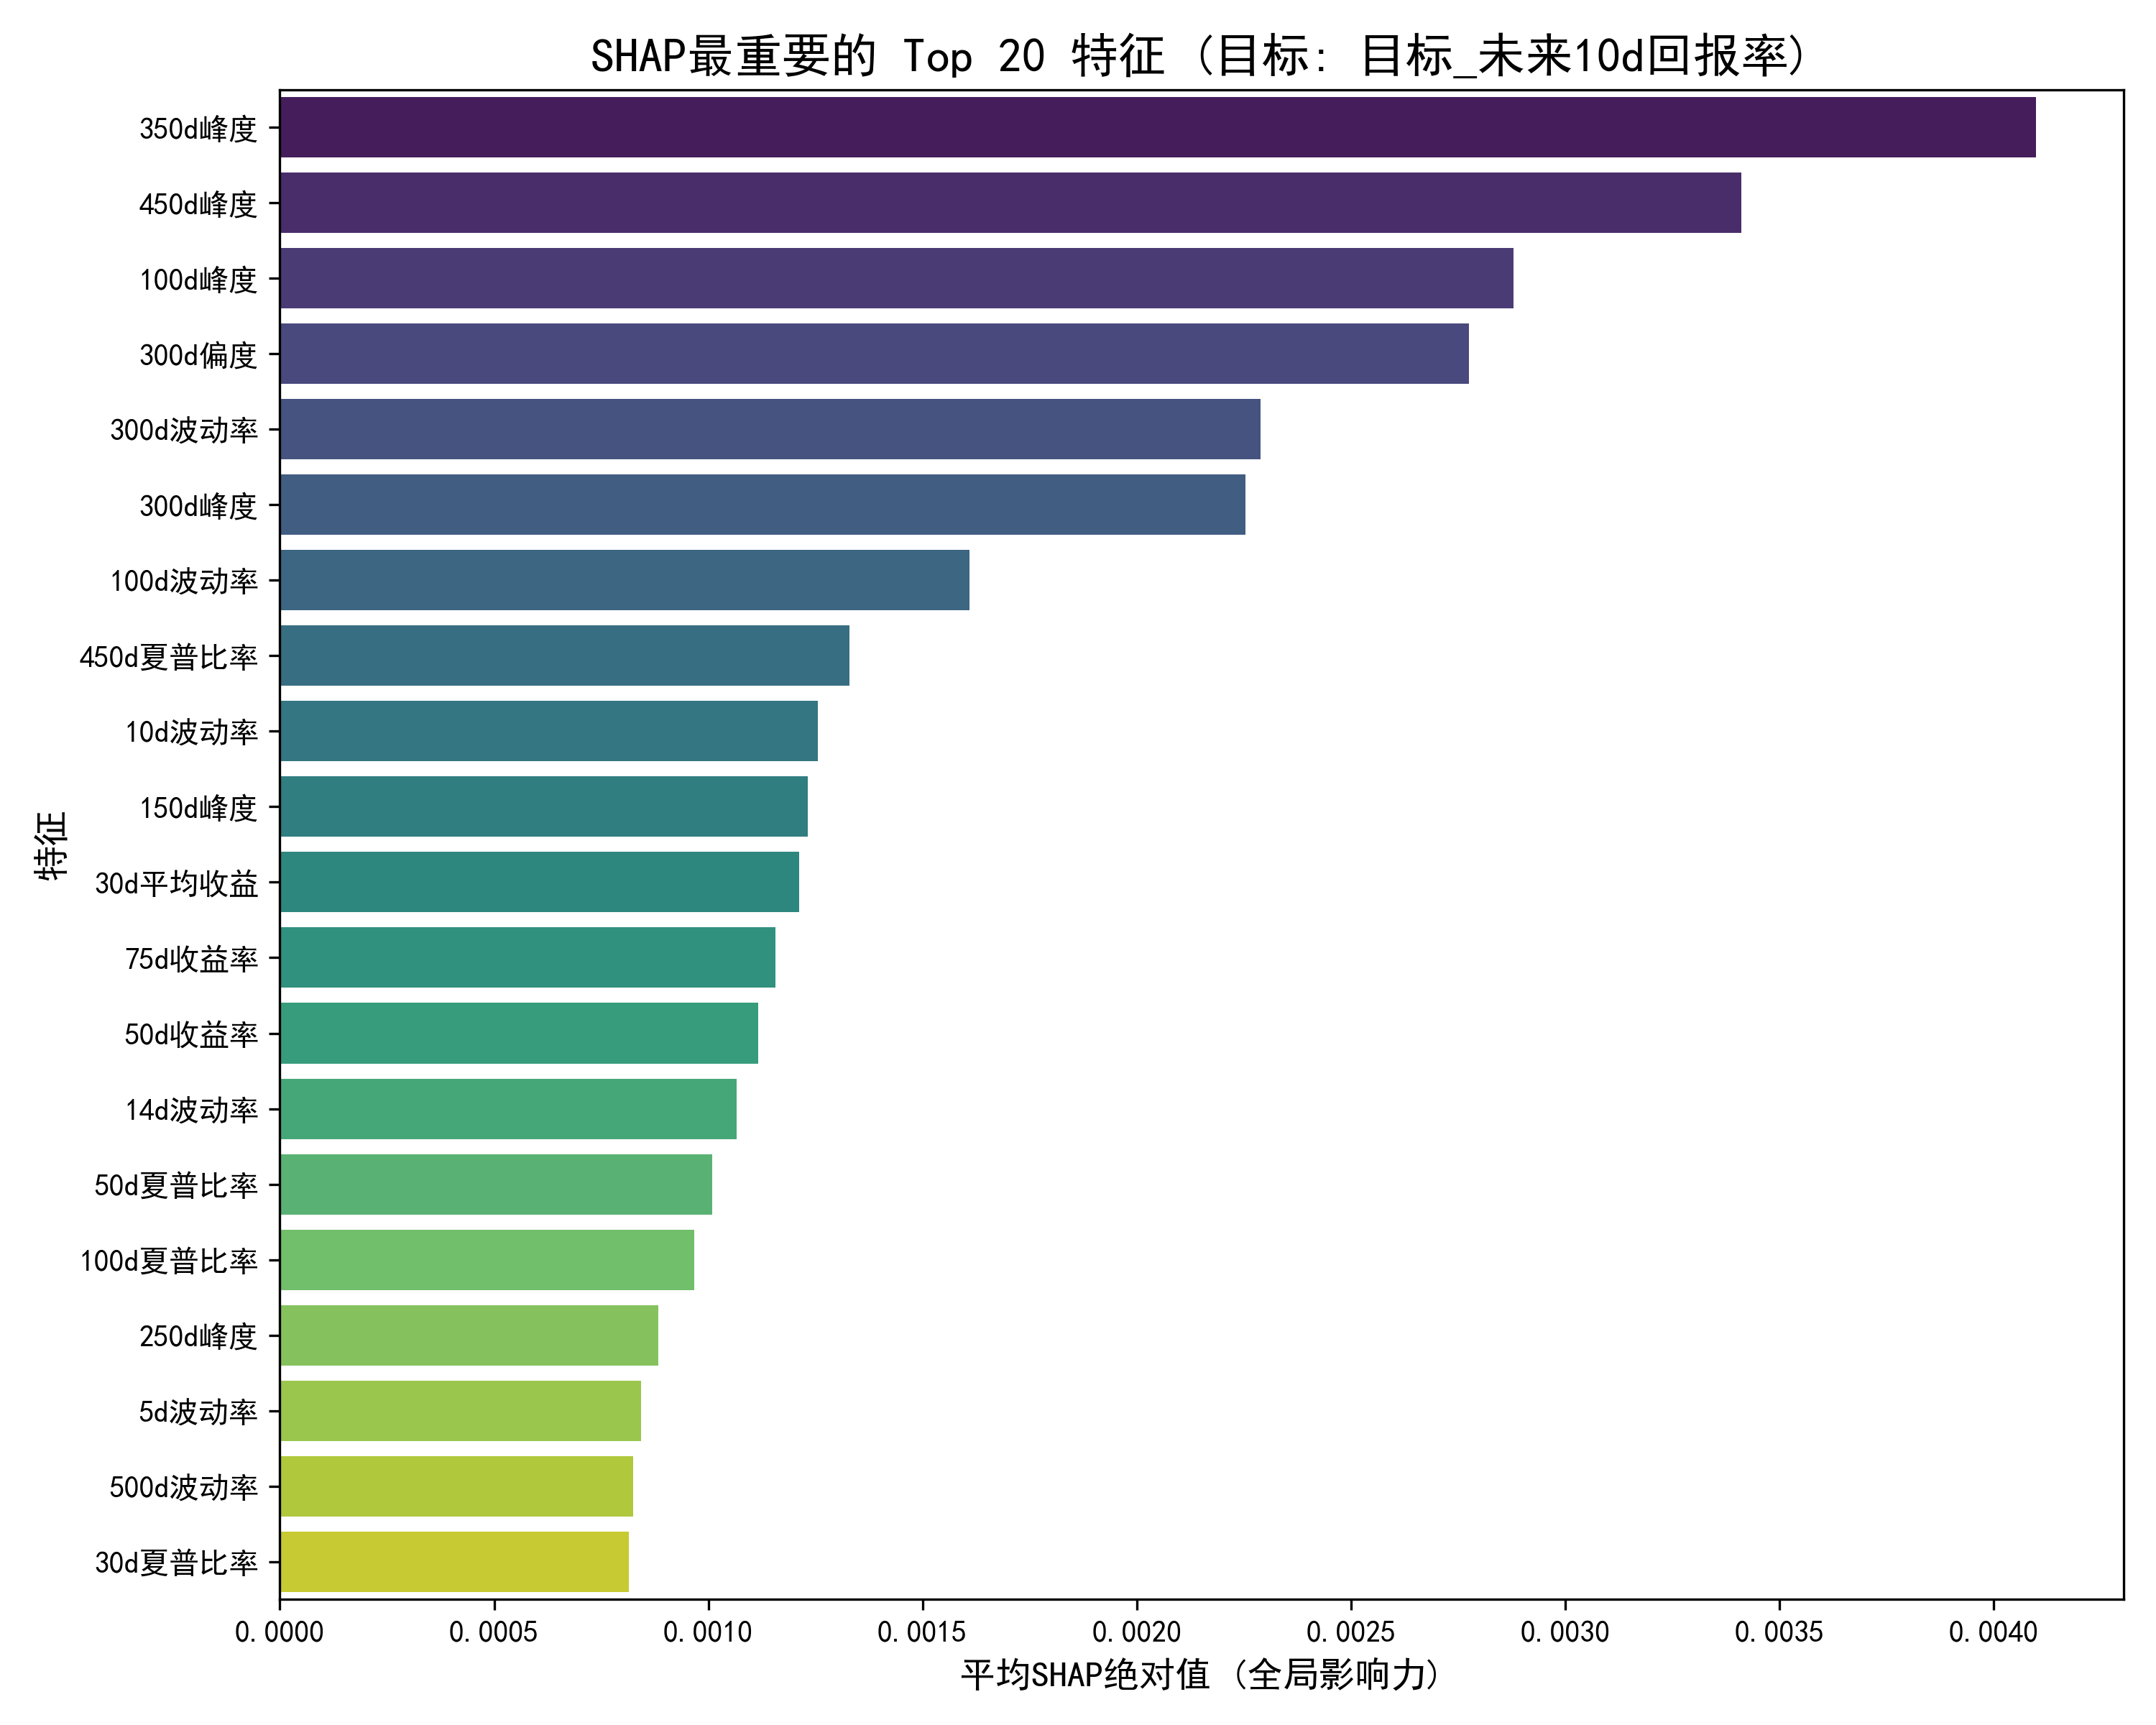 SHAP最重要的 Top 20 特征 (目标: 目标_未来10d回报率)
350d峰度
450d峰度
100d峰度
300d偏度
300d波动率
300d峰度
100d波动率
450d夏普比率
10d波动率
150d峰度
30d平均收益
75d收益率
50d收益率
14d波动率
50d夏普比率
100d夏普比率
250d峰度
5d波动率
500d波动率
30d夏普比率
特征
0.0000 0.0005 0.0010 0.0015 0.0020 0.0025 0.0030 0.0035 0.0040
平均SHAP绝对值 (全局影响力)